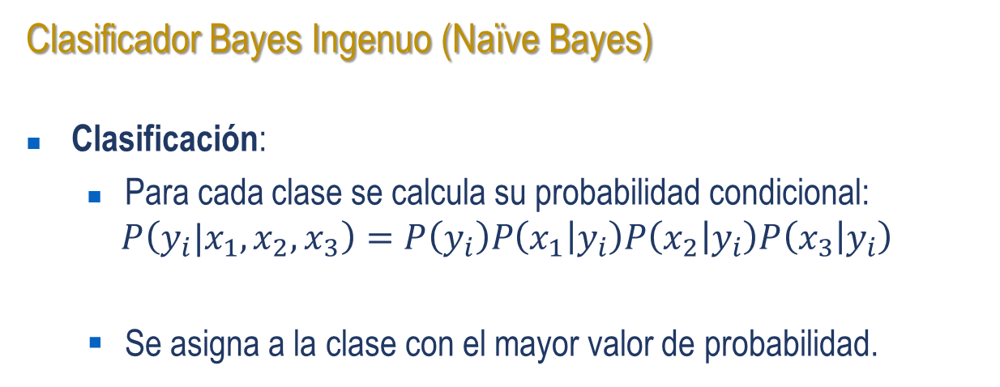 Clasificador Bayes Ingenuo (Naïve Bayes)
Clasificación:
Para cada clase se calcula su probabilidad condicional:
P(y_i|x_1, x_2, x_3) = P(y_i)P(x_1|y_i)P(x_2|y_i)P(x_3|y_i)
Se asigna a la clase con el mayor valor de probabilidad.